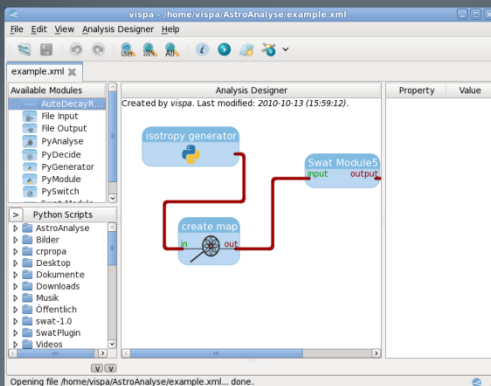 vispa - /home/vispa/AstroAnalyse/example.xml
File Edit View Analysis Designer Help
example.xml
Available Modules
AutoDecayR...
File Input
File Output
PyAnalyse
PyDecide
PyGenerator
PyModule
PySwitch
> Python Scripts
AstroAnalyse
Bilder
crpropa
Desktop
Dokumente
Downloads
Musik
Öffentlich
swat-1.0
SwatPlugin
Videos
Analysis Designer
Created by vispa. Last modified: 2010-10-13 (15:59:12).
isotropy generator
Swat Module5
input output
create map
in out
Property Value
Opening file /home/vispa/AstroAnalyse/example.xml... done.